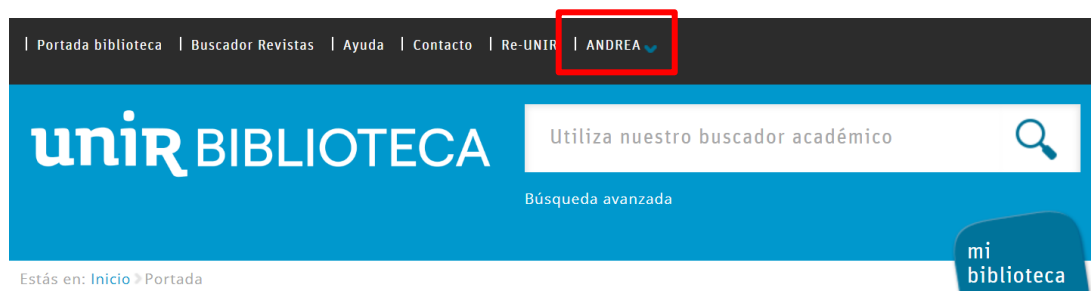 | Portada biblioteca | Buscador Revistas | Ayuda | Contacto | Re-UNIR | ANDREA
unir BIBLIOTECA
Utiliza nuestro buscador académico
Búsqueda avanzada
mi
biblioteca
Estás en: Inicio > Portada